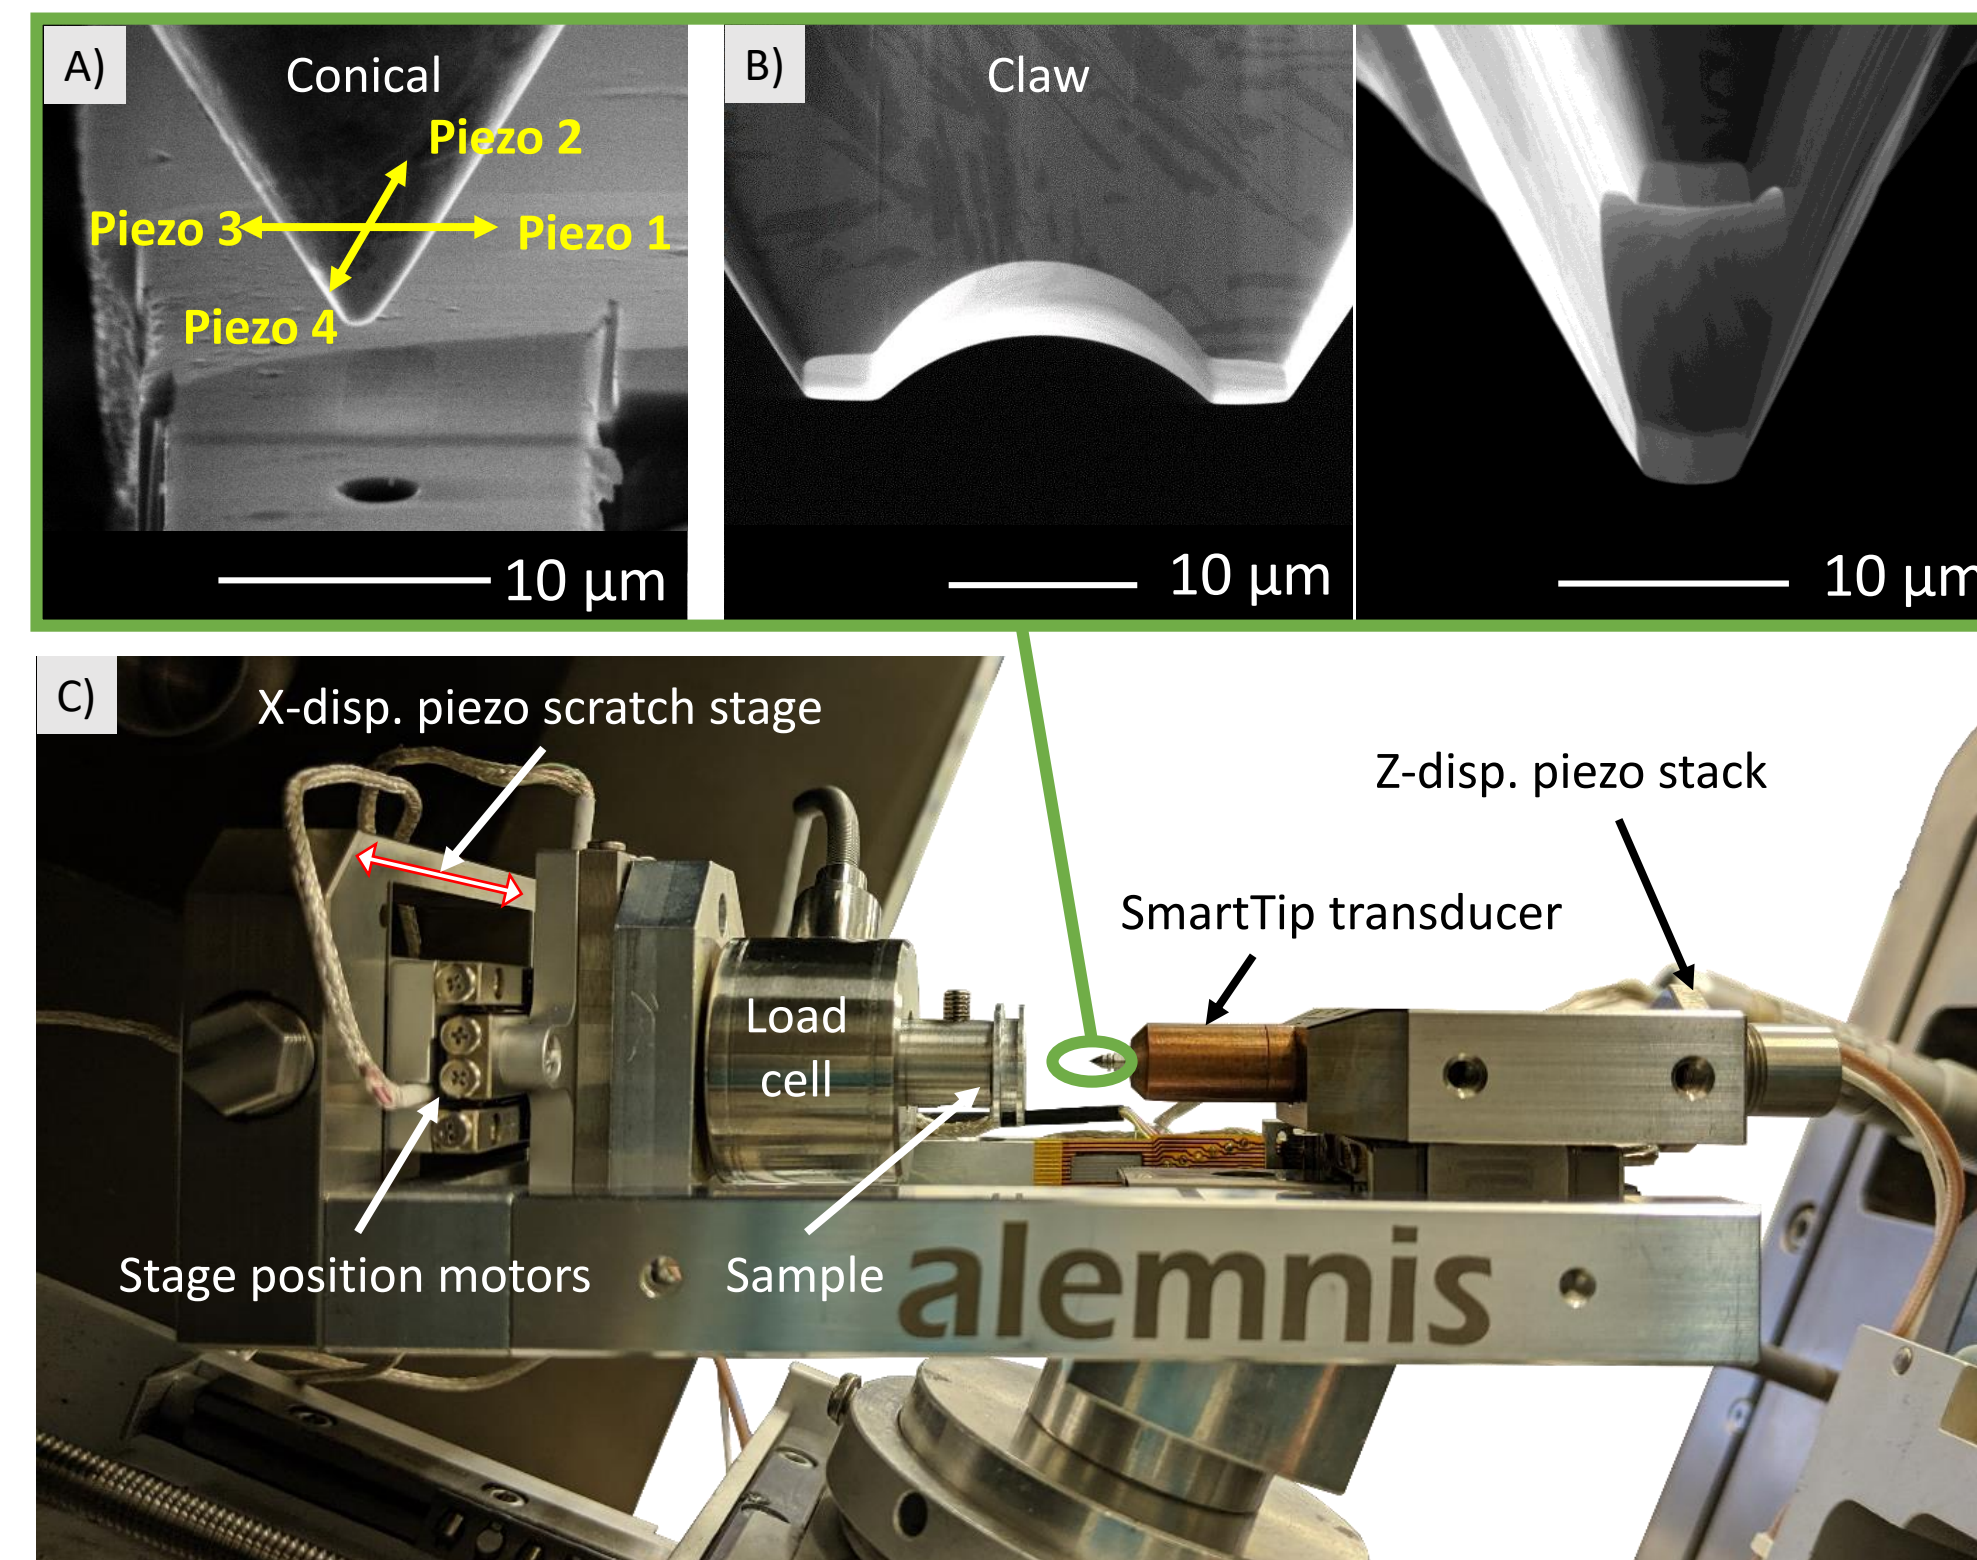 A)
Conical
Piezo 2
Piezo 3
Piezo 1
Piezo 4
10 µm
B)
Claw
10 µm
10 µm
C)
X-disp. piezo scratch stage
Z-disp. piezo stack
SmartTip transducer
Load
cell
Stage position motors
Sample
alemnis